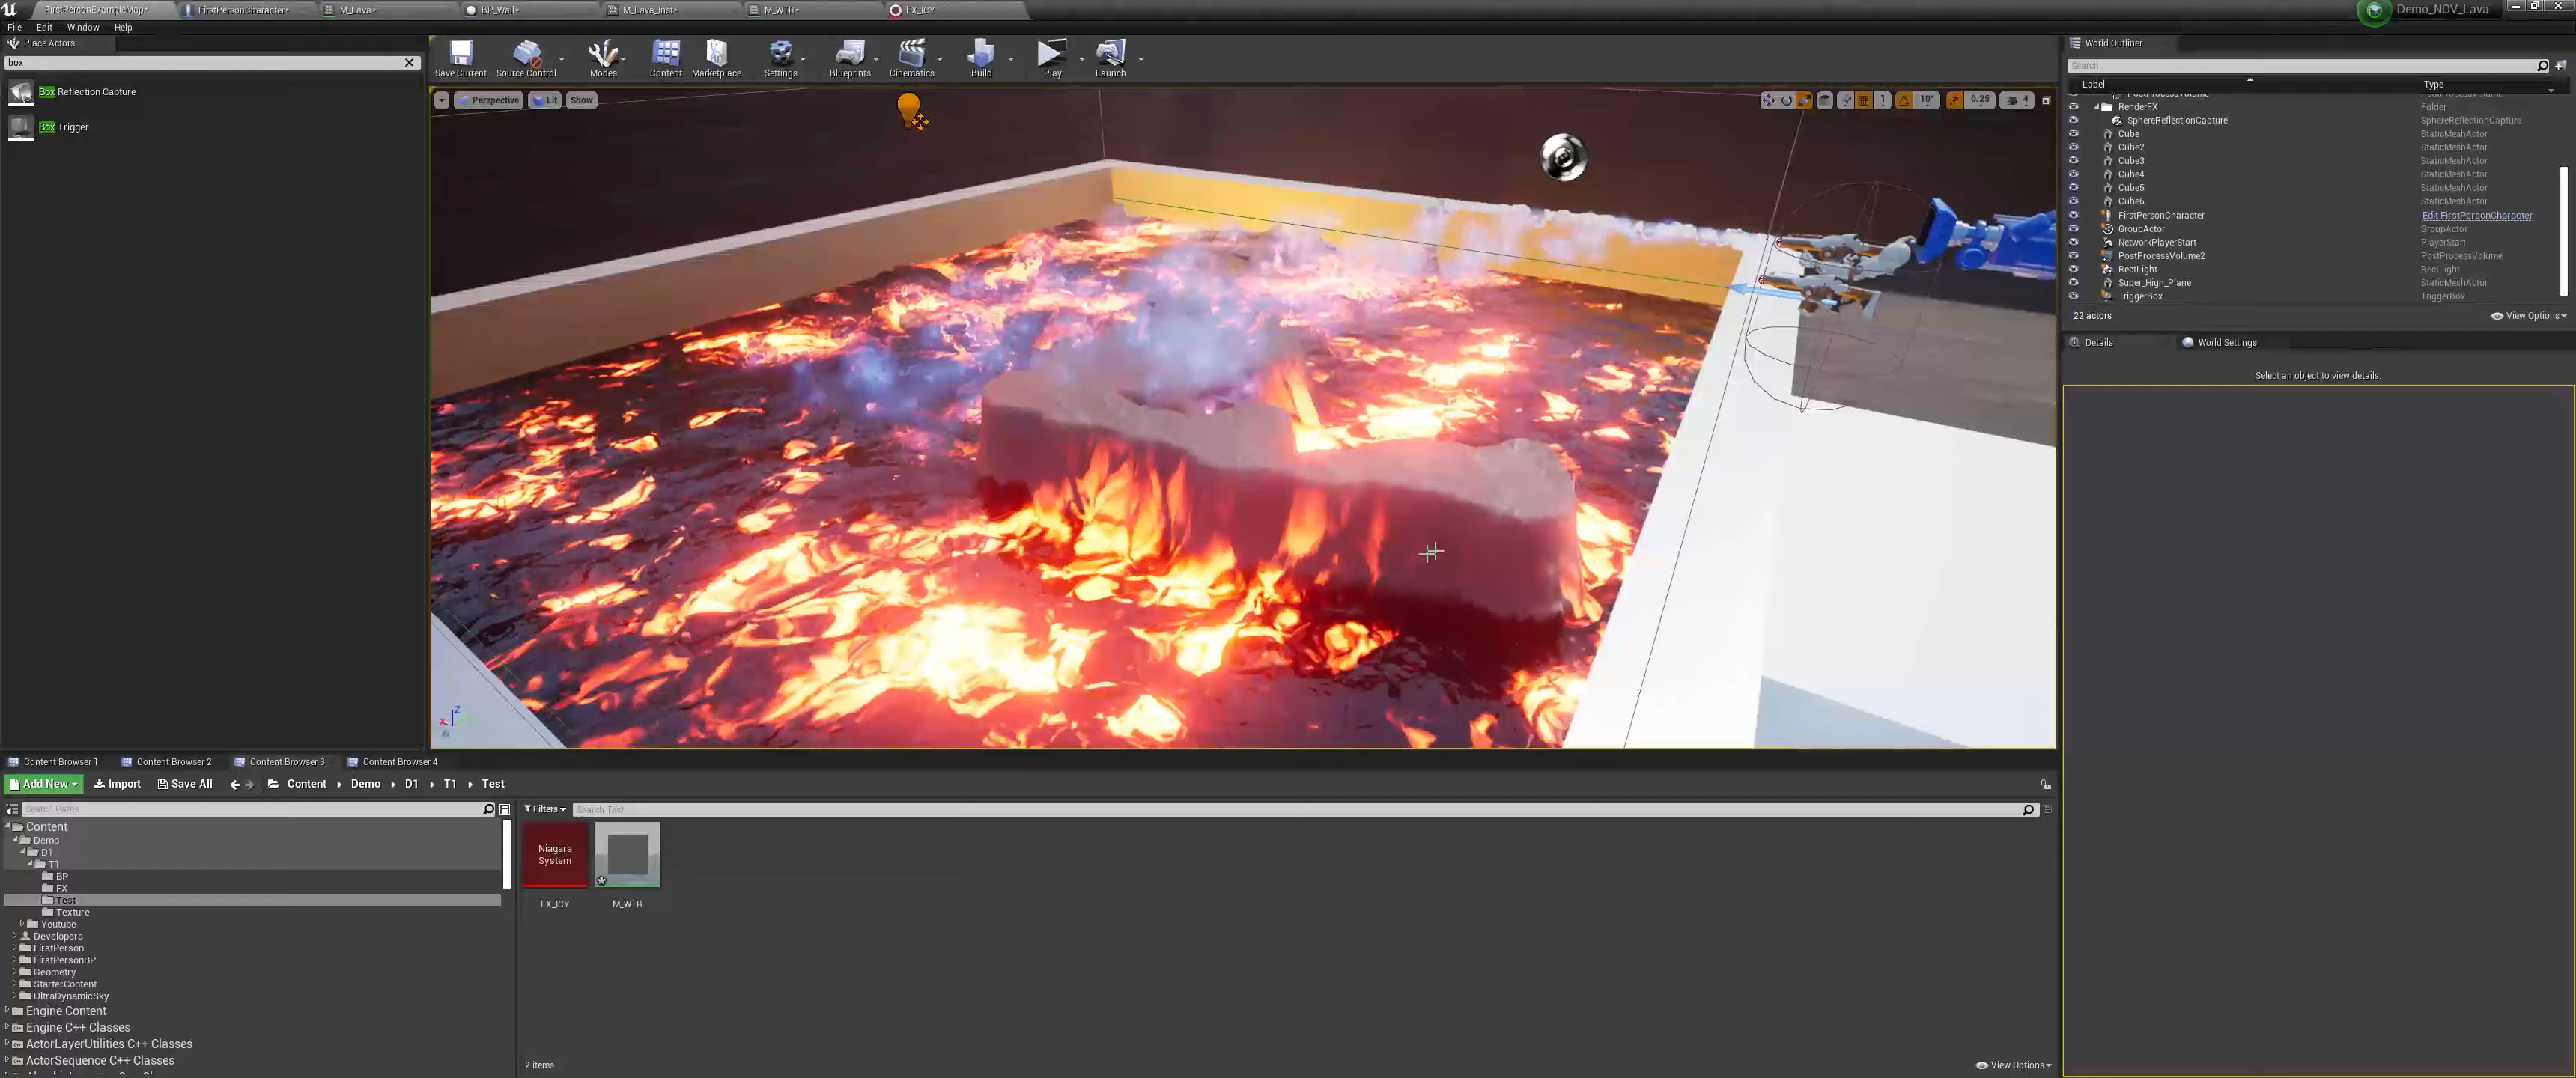 FirstPersonExampleMap*
FirstPersonCharacter*
M_Lava*
BP_Wall*
M_Lava_Inst*
M_WTR*
FX_ICY
Demo_NOV_Lava
File Edit Window Help
Place Actors
box
Box Reflection Capture
Box Trigger
Save Current
Source Control
Modes
Content
Marketplace
Settings
Blueprints
Cinematics
Build
Play
Launch
Perspective
Lit
Show
1
10°
0.25
4
World Outliner
Search...
Label Type
PostProcessVolume PostProcessVolume
RenderFX Folder
SphereReflectionCapture SphereReflectionCapture
Cube StaticMeshActor
Cube2 StaticMeshActor
Cube3 StaticMeshActor
Cube4 StaticMeshActor
Cube5 StaticMeshActor
Cube6 StaticMeshActor
FirstPersonCharacter Edit FirstPersonCharacter
GroupActor GroupActor
NetworkPlayerStart PlayerStart
PostProcessVolume2 PostProcessVolume
RectLight RectLight
Super_High_Plane StaticMeshActor
TriggerBox TriggerBox
22 actors
View Options
Details
World Settings
Select an object to view details.
Z
X
Content Browser 1
Content Browser 2
Content Browser 3
Content Browser 4
Add New
Import
Save All
Content
Demo
D1
T1
Test
Search Paths
Filters
Search Test
Content
Demo
D1
T1
BP
FX
Test
Texture
Youtube
Developers
FirstPerson
FirstPersonBP
Geometry
StarterContent
UltraDynamicSky
Engine Content
Engine C++ Classes
ActorLayerUtilities C++ Classes
ActorSequence C++ Classes
Niagara
System
FX_ICY
M_WTR
2 items
View Options